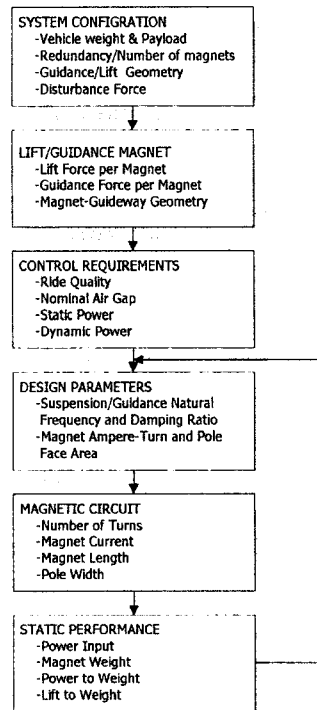 SYSTEM CONFIGRATION
-Vehicle weight & Payload
-Redundancy/Number of magnets
-Guidance/Lift Geometry
-Disturbance Force
LIFT/GUIDANCE MAGNET
-Lift Force per Magnet
-Guidance Force per Magnet
-Magnet-Guideway Geometry
CONTROL REQUIREMENTS
-Ride Quality
-Nominal Air Gap
-Static Power
-Dynamic Power
DESIGN PARAMETERS
-Suspension/Guidance Natural
Frequency and Damping Ratio
-Magnet Ampere-Turn and Pole
Face Area
MAGNETIC CIRCUIT
-Number of Turns
-Magnet Current
-Magnet Length
-Pole Width
STATIC PERFORMANCE
-Power Input
-Magnet Weight
-Power to Weight
-Lift to Weight